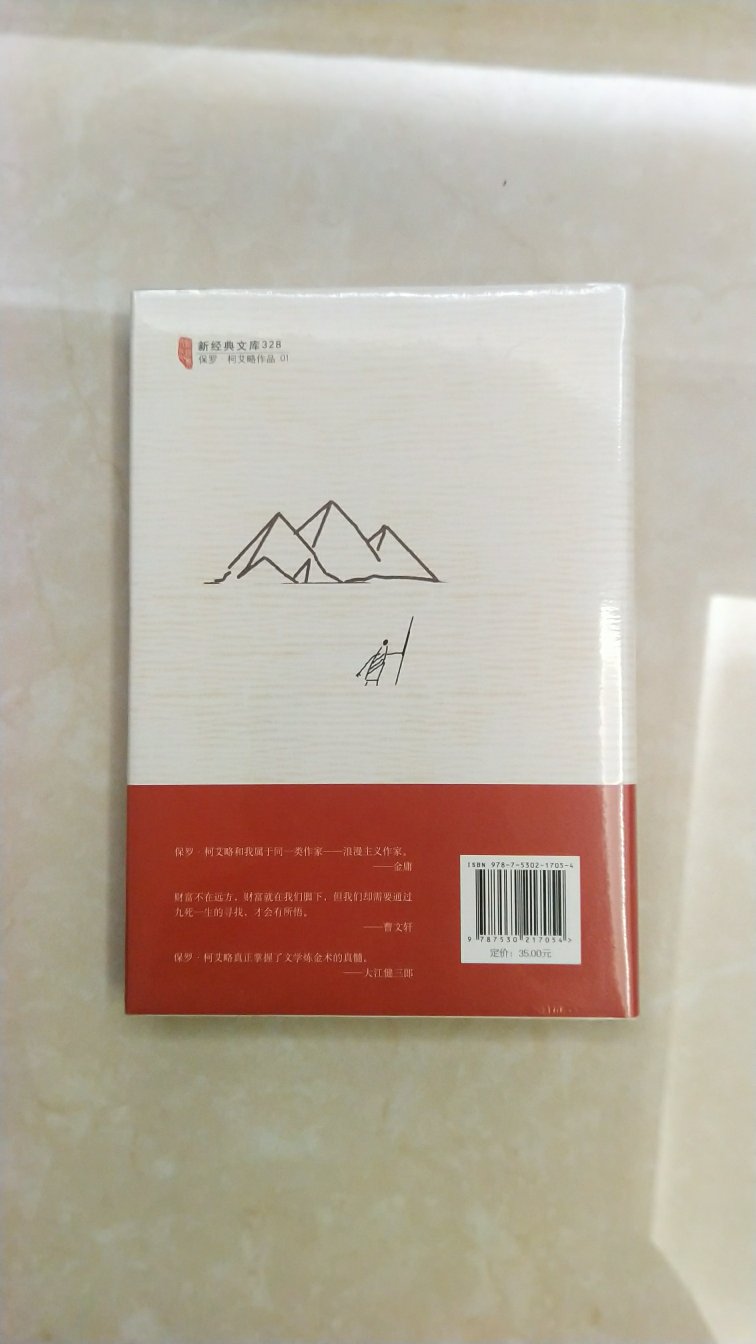 新经典文库328
保罗·柯艾略作品 01
保罗·柯艾略和我属于同一类作家——浪漫主义作家。
——金庸
财富不在远方，财富就在我们脚下，但我们却需要通过
九死一生的寻找，才会有所悟。
——曹文轩
保罗·柯艾略真正掌握了文学炼金术的真髓。
——大江健三郎
ISBN 978-7-5302-1705-4
9 787530 217054 >
定价：35.00元